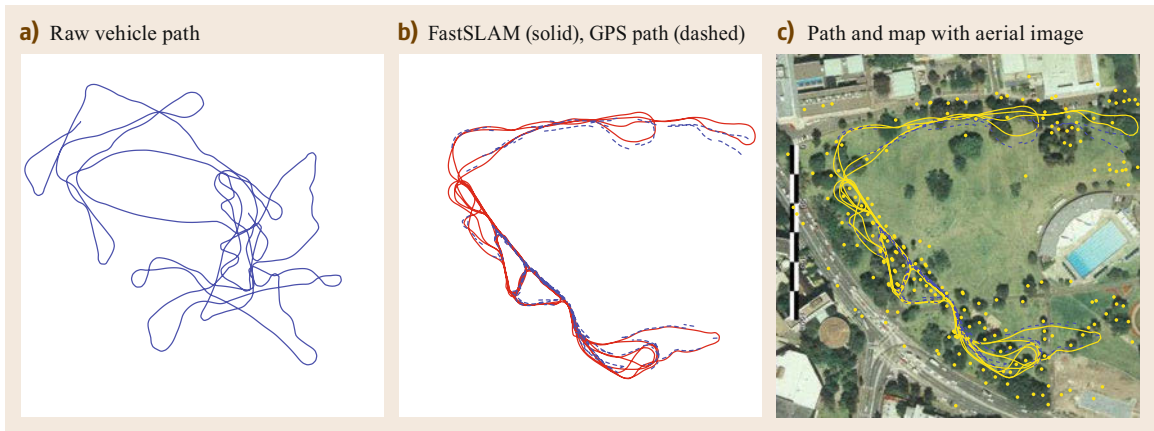 a) Raw vehicle path
b) FastSLAM (solid), GPS path (dashed)
c) Path and map with aerial image